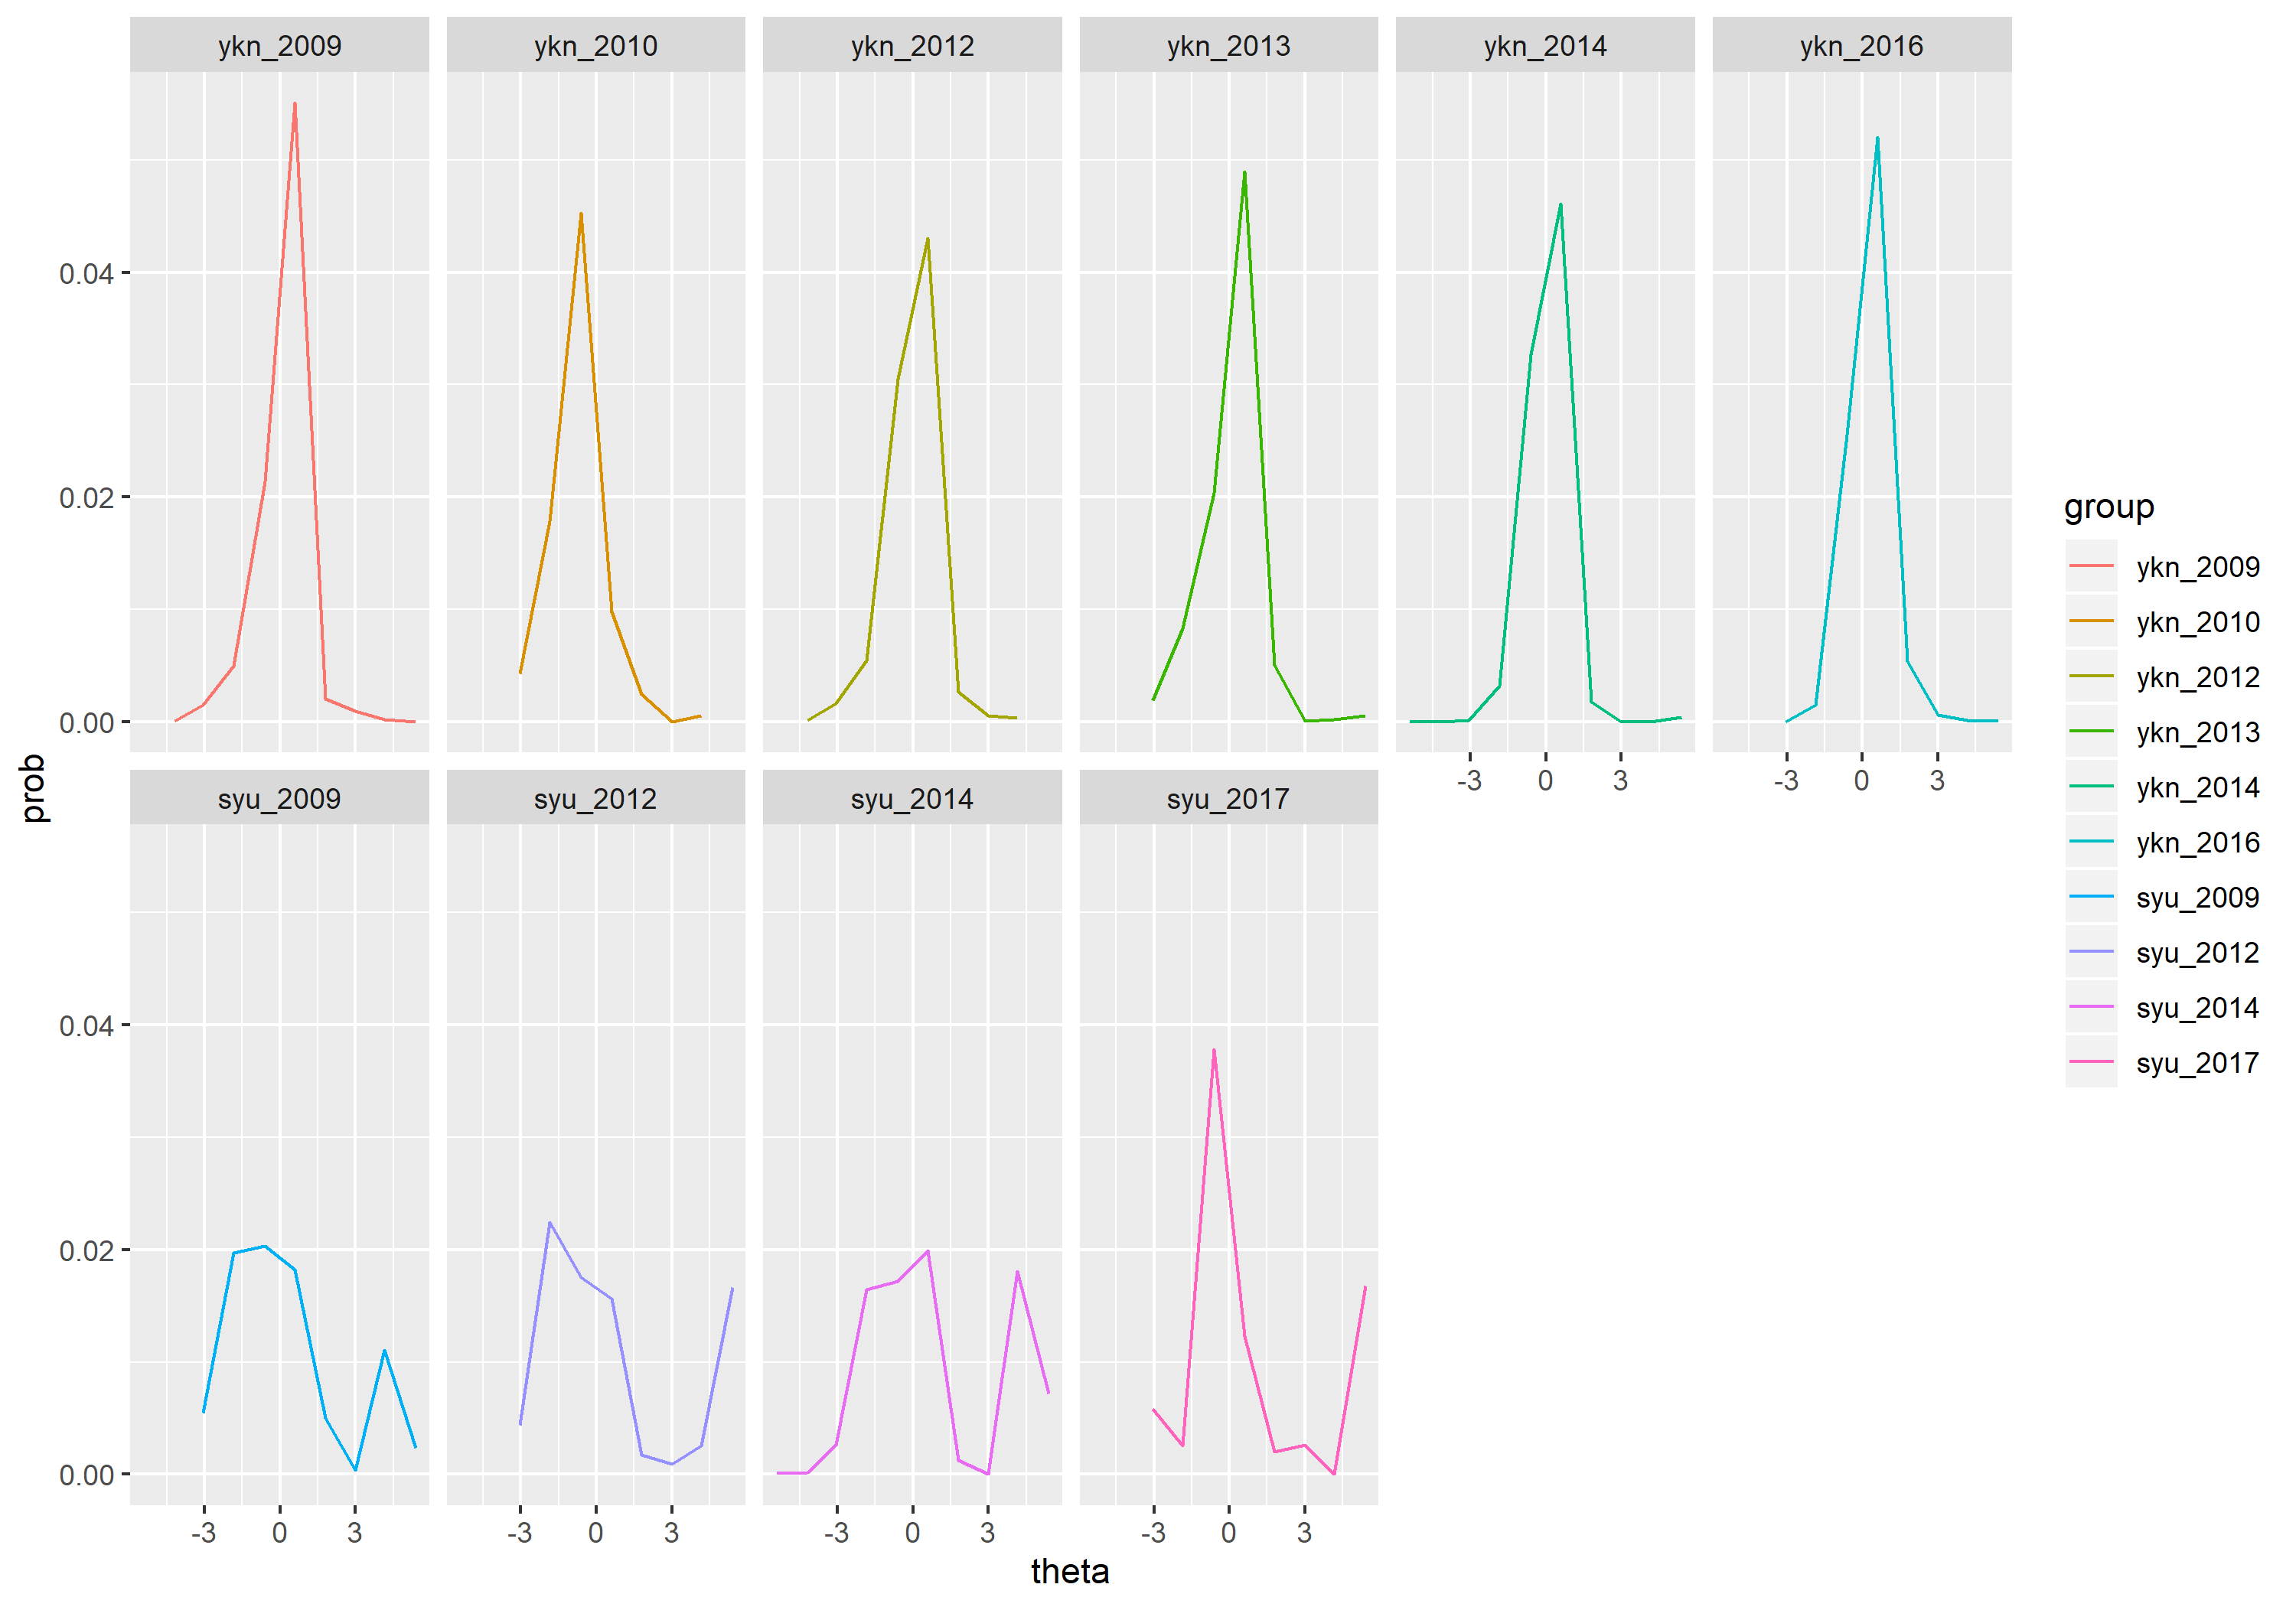 ykn_2009 ykn_2010 ykn_2012 ykn_2013 ykn_2014 ykn_2016
0.04
0.02
0.00
-3 0 3 -3 0 3
prob
syu_2009 syu_2012 syu_2014 syu_2017
0.04
0.02
0.00
-3 0 3 -3 0 3 -3 0 3 -3 0 3
theta
group
ykn_2009
ykn_2010
ykn_2012
ykn_2013
ykn_2014
ykn_2016
syu_2009
syu_2012
syu_2014
syu_2017